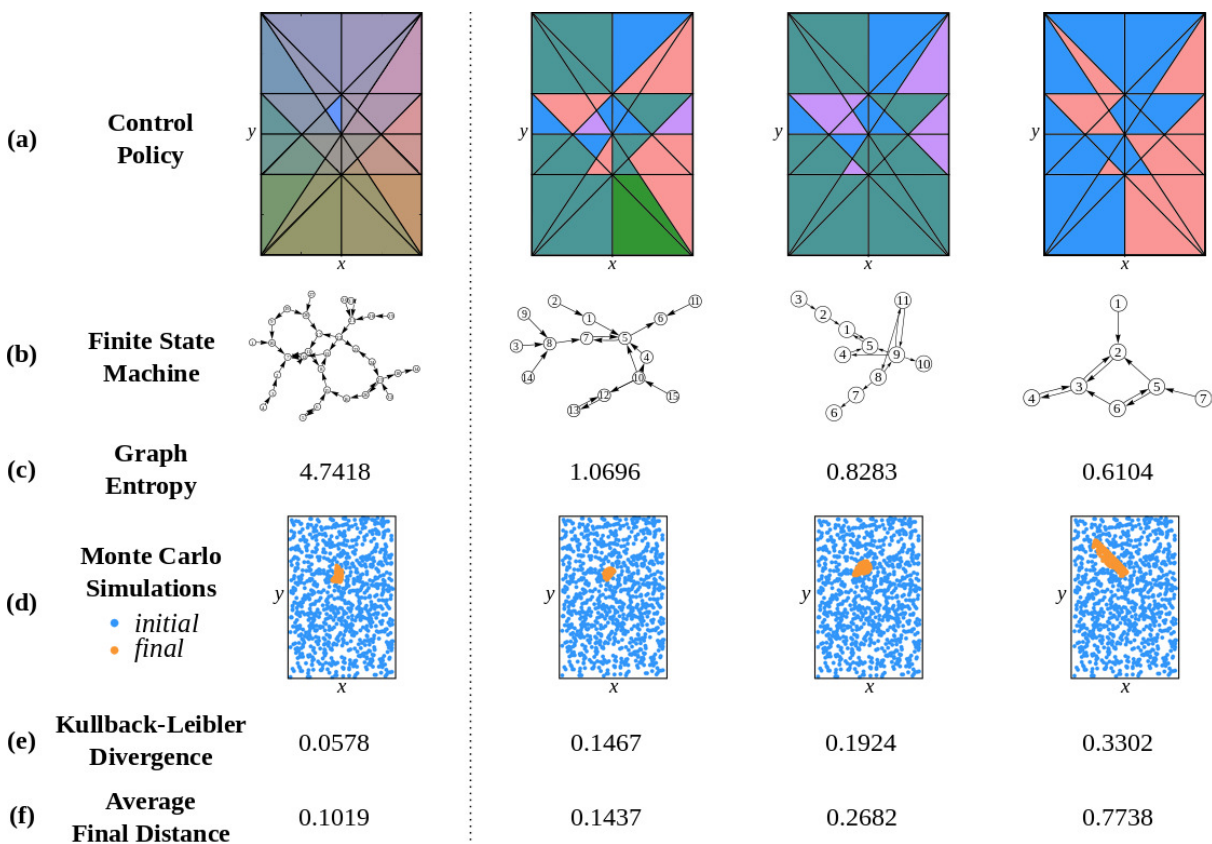 (a) Control Policy
y
x
y
x
y
x
y
x
(b) Finite State Machine
9
2
11
1
6
3
8
7
5
4
14
10
12
13
15
3
2
11
1
5
4
9
10
8
7
6
1
2
3
4
5
6
7
(c) Graph Entropy
4.7418 1.0696 0.8283 0.6104
(d) Monte Carlo Simulations
initial
final
y
x
y
x
y
x
y
x
(e) Kullback-Leibler Divergence
0.0578 0.1467 0.1924 0.3302
(f) Average Final Distance
0.1019 0.1437 0.2682 0.7738